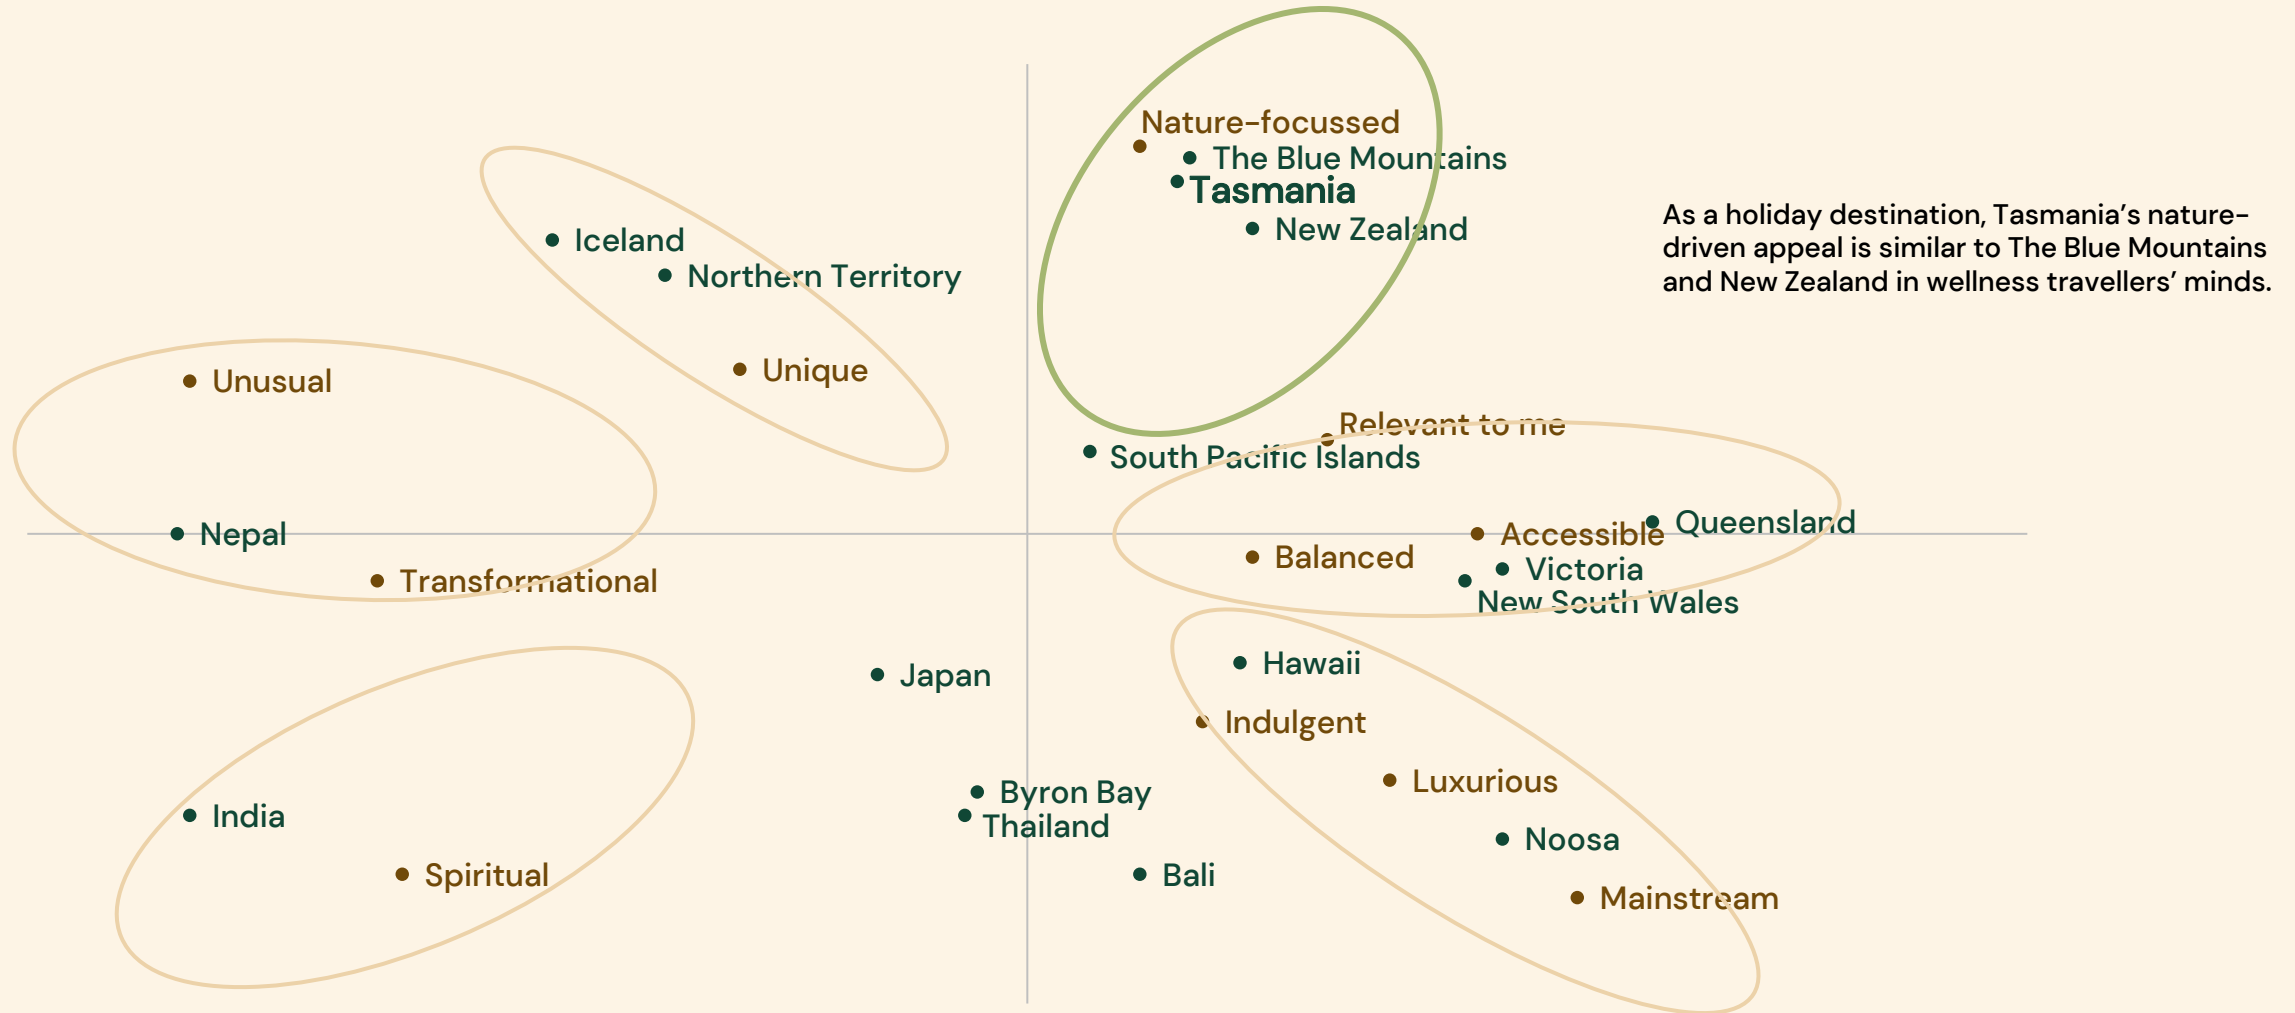 Nature-focussed
The Blue Mountains
Tasmania
New Zealand
As a holiday destination, Tasmania’s nature-
driven appeal is similar to The Blue Mountains
and New Zealand in wellness travellers’ minds.
Iceland
Northern Territory
Unique
Unusual
Relevant to me
South Pacific Islands
Queensland
Nepal
Accessible
Balanced
Victoria
Transformational
New South Wales
Hawaii
Japan
Indulgent
Luxurious
Byron Bay
India
Thailand
Noosa
Spiritual
Bali
Mainstream